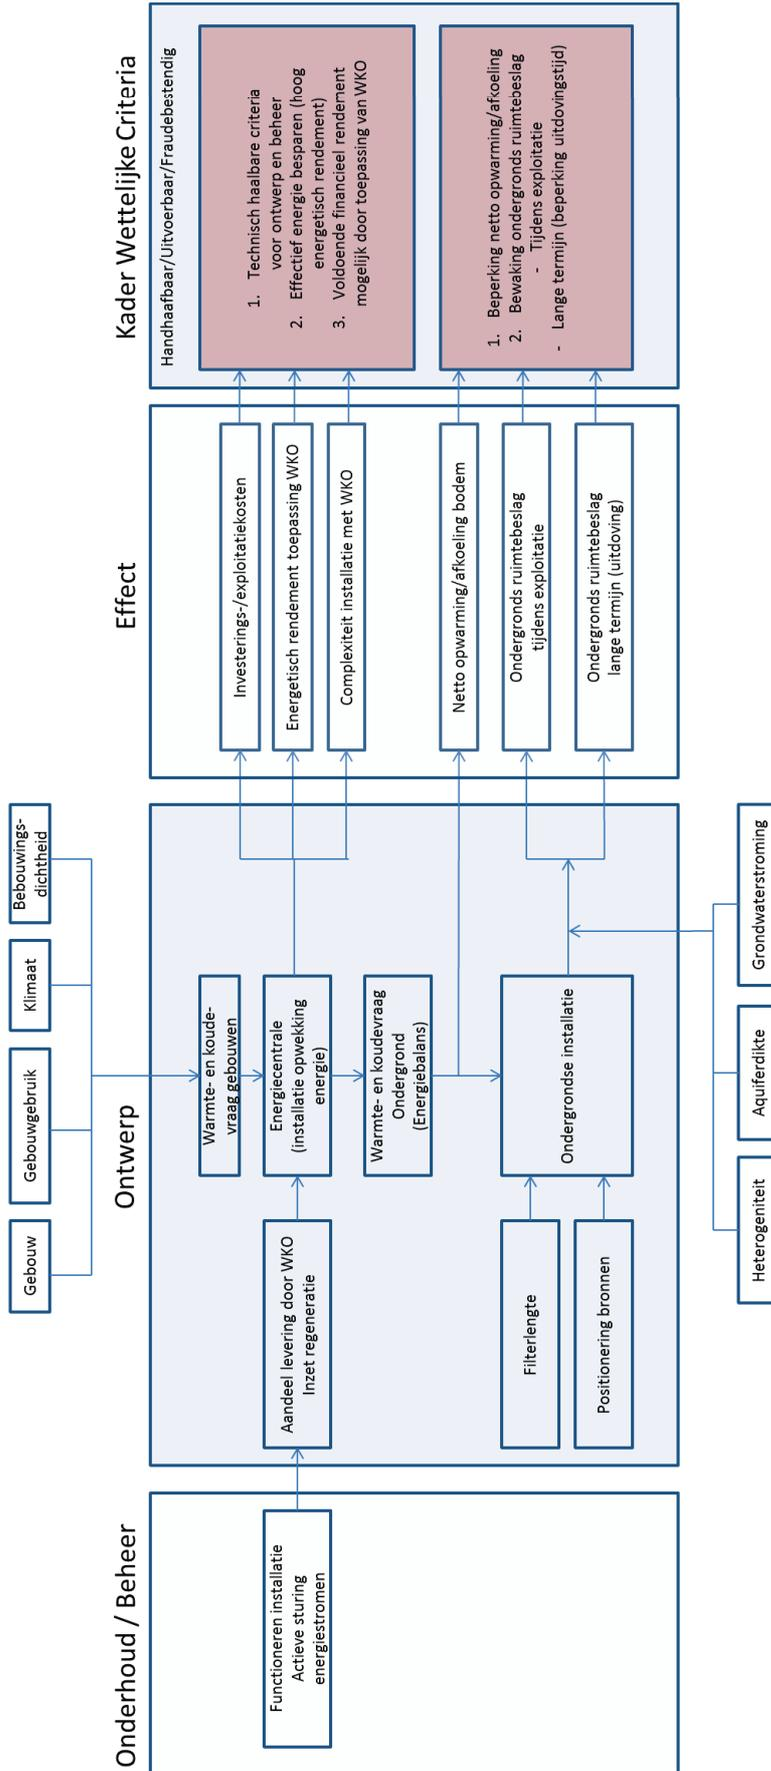 Onderhoud / Beheer
Functioneren installatie
Actieve sturing
energiestromen
Ontwerp
Gebouw
Gebouwgebruik
Klimaat
Bebouwings-
dichtheid
Warmte- en koude-
vraag gebouwen
Aandeel levering door WKO
Inzet regeneratie
Energiecentrale
(installatie opwekking
energie)
Warmte- en koudevraag
Ondergrond
(Energiebalans)
Filterlengte
Positionering bronnen
Ondergrondse installatie
Heterogeniteit
Aquiferdikte
Grondwaterstroming
Effect
Investerings-/exploitatiekosten
Energetisch rendement toepassing WKO
Complexiteit installatie met WKO
Netto opwarming/afkoeling bodem
Ondergronds ruimtebeslag
tijdens exploitatie
Ondergronds ruimtebeslag
lange termijn (uitdoving)
Kader Wettelijke Criteria
Handhaafbaar/Uitvoerbaar/Fraudebestendig
1. Technisch haalbare criteria
voor ontwerp en beheer
2. Effectief energie besparen (hoog
energetisch rendement)
3. Voldoende financieel rendement
mogelijk door toepassing van WKO
1. Beperking netto opwarming/afkoeling
2. Bewaking ondergronds ruimtebeslag
- Tijdens exploitatie
- Lange termijn (beperking uitdovingstijd)